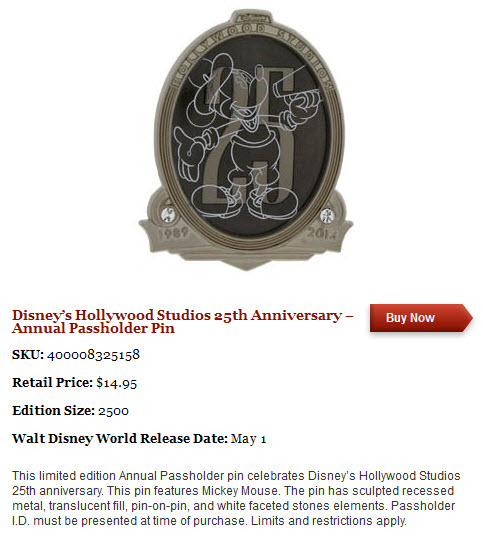 Disney
HOLLYWOOD STUDIOS
25
1989 2014
Disney's Hollywood Studios 25th Anniversary –
Annual Passholder Pin
Buy Now
SKU: 400008325158
Retail Price: $14.95
Edition Size: 2500
Walt Disney World Release Date: May 1
This limited edition Annual Passholder pin celebrates Disney's Hollywood Studios
25th anniversary. This pin features Mickey Mouse. The pin has sculpted recessed
metal, translucent fill, pin-on-pin, and white faceted stones elements. Passholder
I.D. must be presented at time of purchase. Limits and restrictions apply.